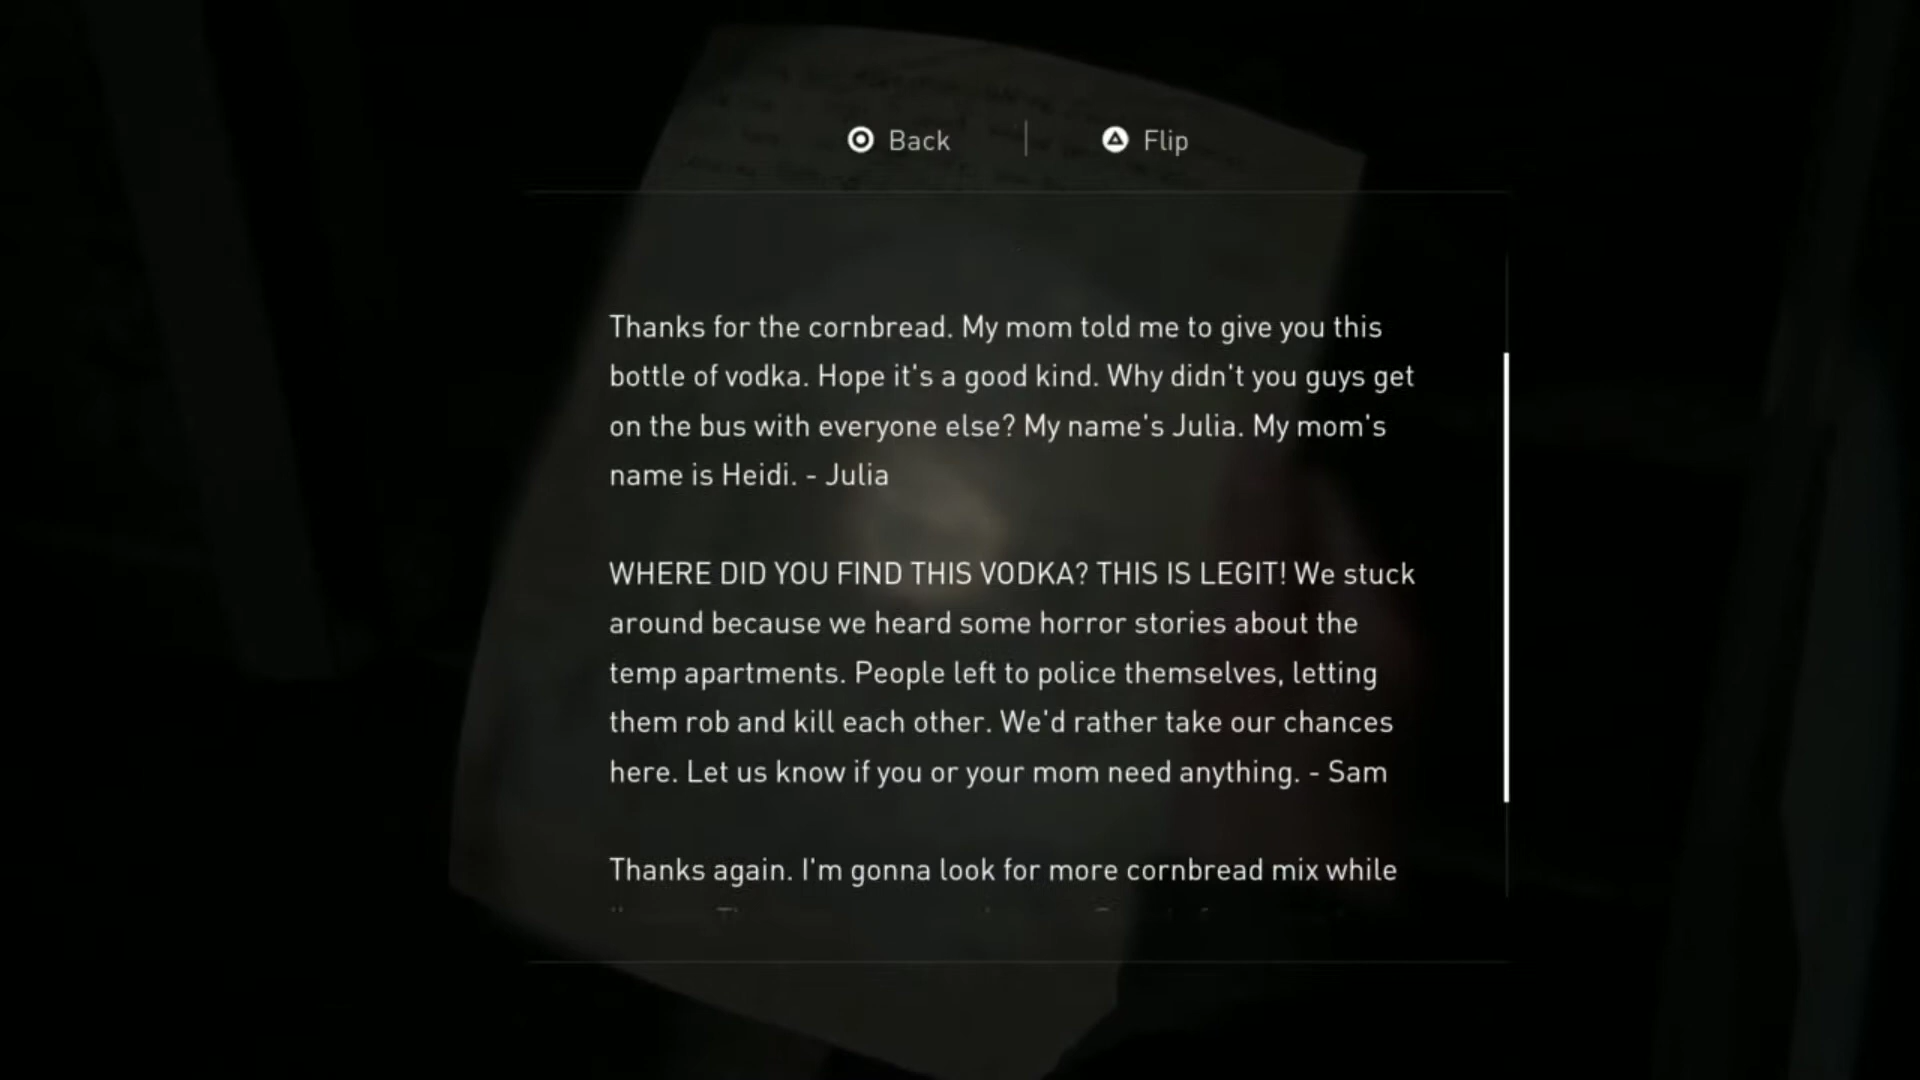 Back | Flip
Thanks for the cornbread. My mom told me to give you this
bottle of vodka. Hope it's a good kind. Why didn't you guys get
on the bus with everyone else? My name's Julia. My mom's
name is Heidi. - Julia
WHERE DID YOU FIND THIS VODKA? THIS IS LEGIT! We stuck
around because we heard some horror stories about the
temp apartments. People left to police themselves, letting
them rob and kill each other. We'd rather take our chances
here. Let us know if you or your mom need anything. - Sam
Thanks again. I'm gonna look for more cornbread mix while